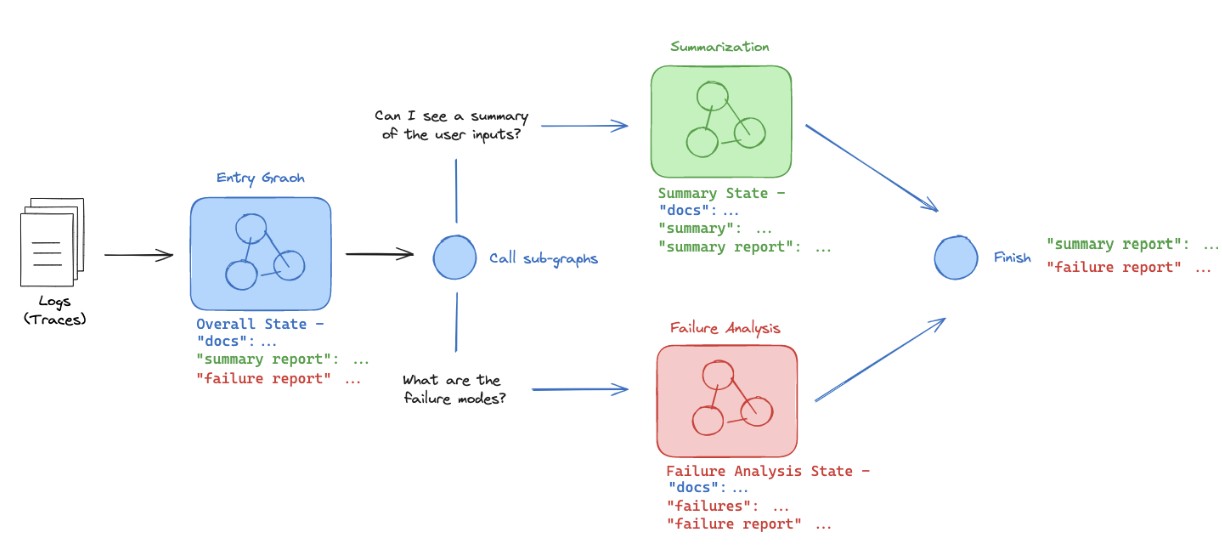 Summarization
Can I see a summary
of the user inputs?
Entry Graoh
Summary State –
"docs": ...
"summary": ...
"summary report": ...
Logs
(Traces)
Call sub-graphs
Finish
"summary report": ...
"failure report" ...
Overall State –
"docs": ...
"summary report": ...
"failure report" ...
Failure Analysis
What are the
failure modes?
Failure Analysis State –
"docs": ...
"failures": ...
"failure report" ...